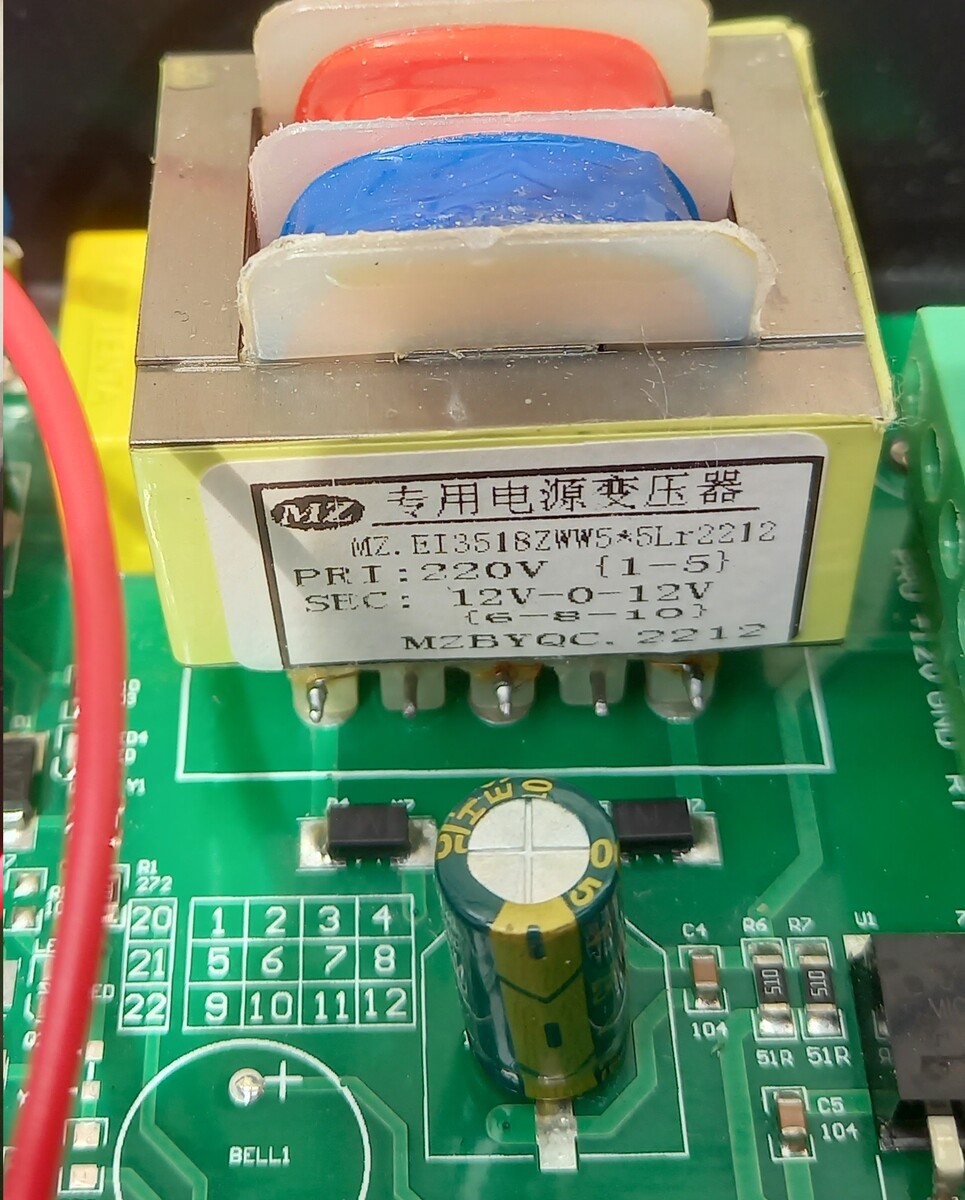 MZ 专用电源变压器
MZ.EI3518ZWW5*5Lr2212
PRI:220V {1-5}
SEC: 12V-0-12V
{6-8-10}
MZBYQC.2212
R1
272
20 1 2 3 4
21 5 6 7 8
22 9 10 11 12
C4
104
R6
R7
510
510
51R
51R
U1
C5
104
+
BELL1